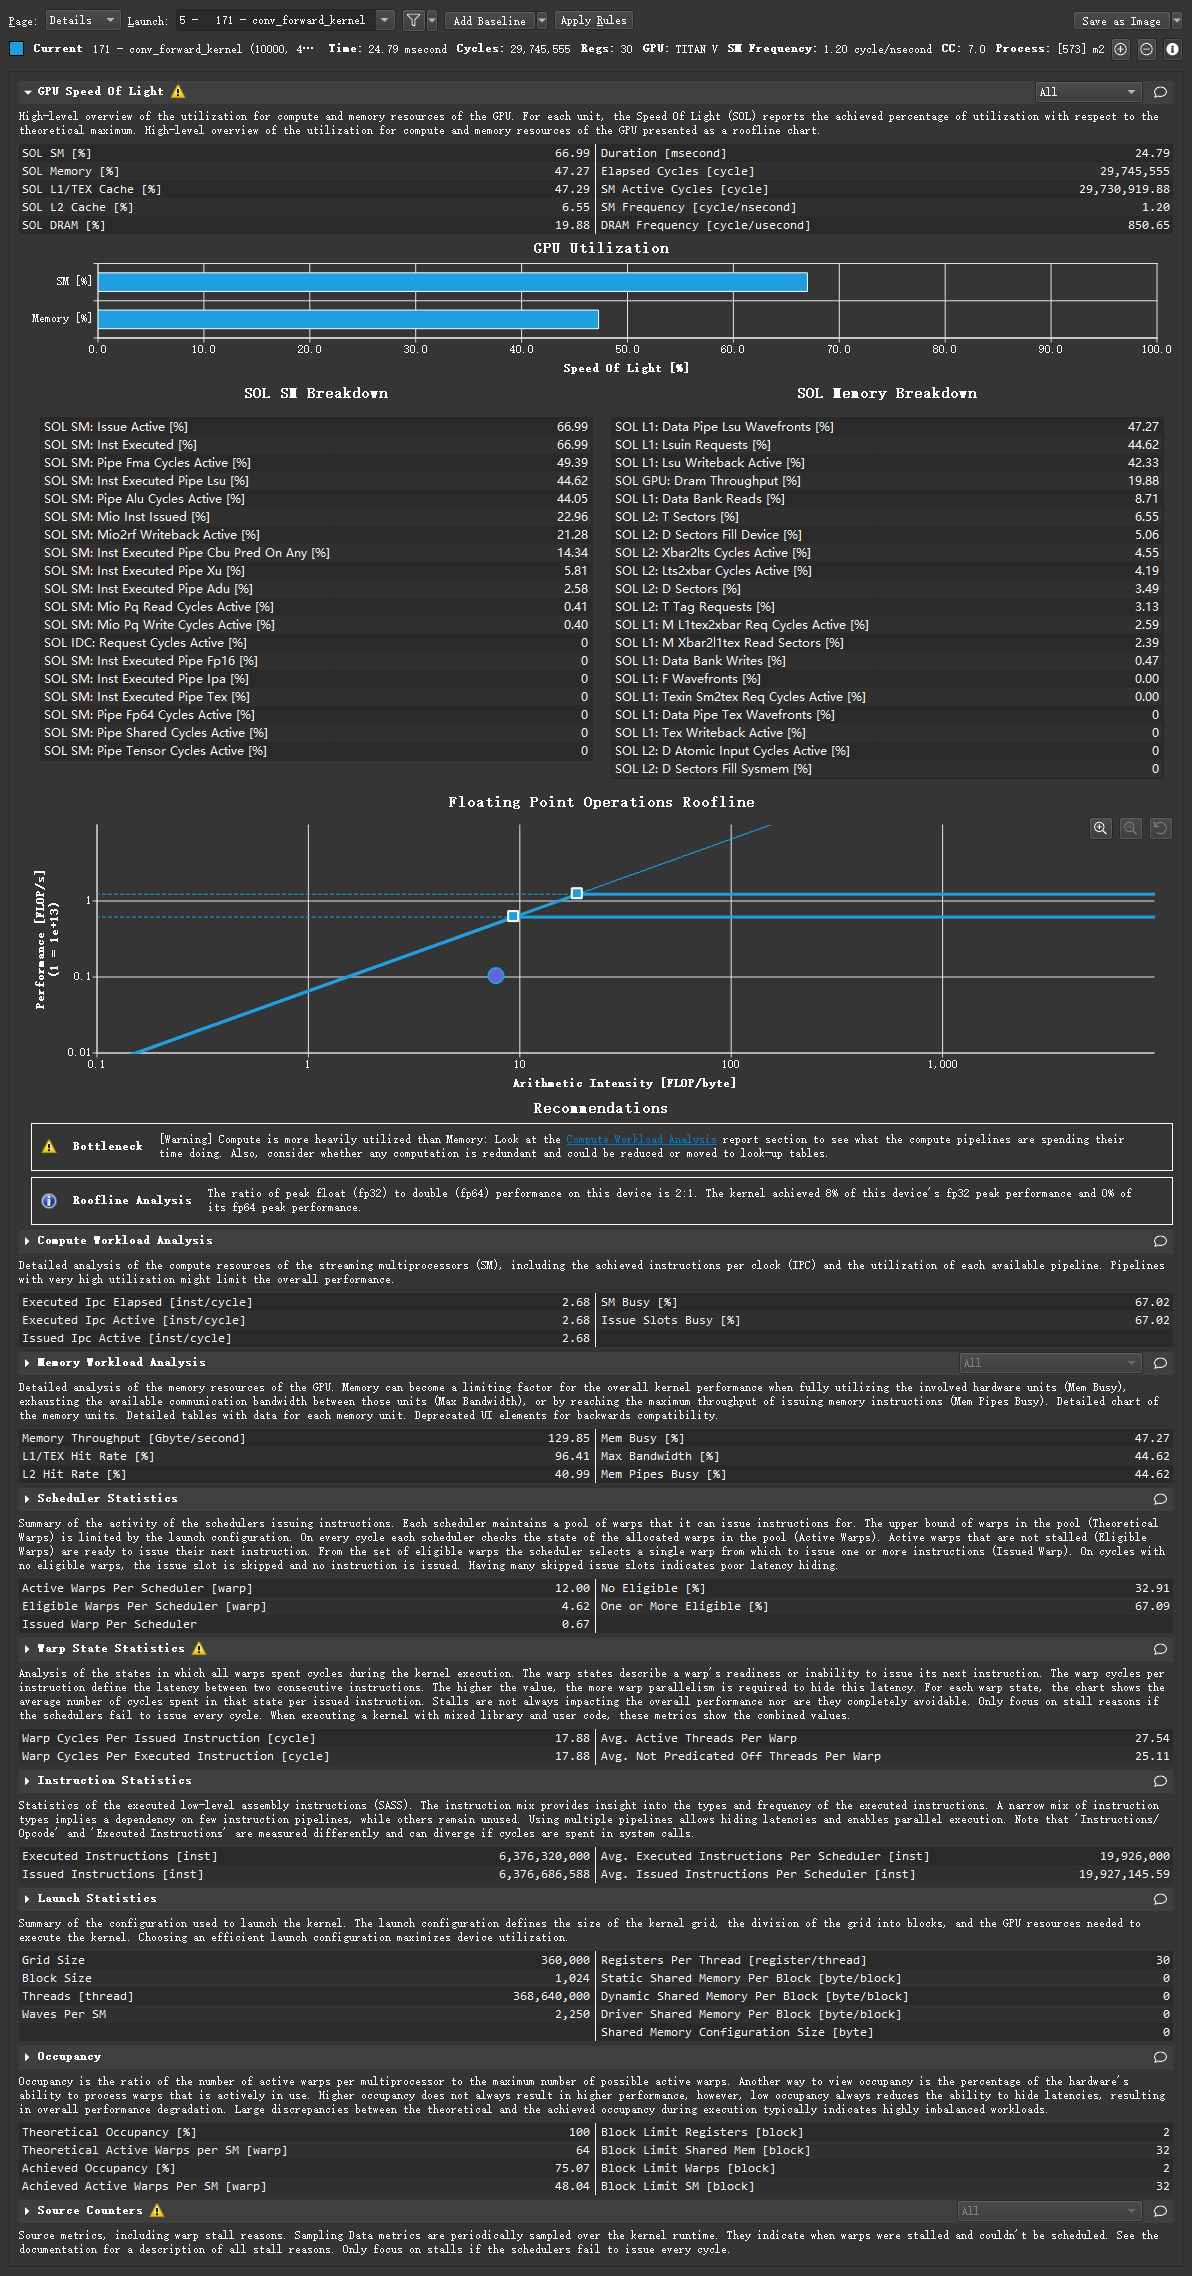 Page: Details Launch: 5 - 171 - conv_forward_kernel Add Baseline Apply Rules Save as Image
Current 171 - conv_forward_kernel (10000, 4··· Time: 24.79 msecond Cycles: 29,745,555 Regs: 30 GPU: TITAN V SM Frequency: 1.20 cycle/nsecond CC: 7.0 Process: [573] m2
GPU Speed Of Light All
High-level overview of the utilization for compute and memory resources of the GPU. For each unit, the Speed Of Light (SOL) reports the achieved percentage of utilization with respect to the
theoretical maximum. High-level overview of the utilization for compute and memory resources of the GPU presented as a roofline chart.
SOL SM [%] 66.99 Duration [msecond] 24.79
SOL Memory [%] 47.27 Elapsed Cycles [cycle] 29,745,555
SOL L1/TEX Cache [%] 47.29 SM Active Cycles [cycle] 29,730,919.88
SOL L2 Cache [%] 6.55 SM Frequency [cycle/nsecond] 1.20
SOL DRAM [%] 19.88 DRAM Frequency [cycle/usecond] 850.65
GPU Utilization
SM [%]
Memory [%]
0.0 10.0 20.0 30.0 40.0 50.0 60.0 70.0 80.0 90.0 100.0
Speed Of Light [%]
SOL SM Breakdown
SOL SM: Issue Active [%] 66.99
SOL SM: Inst Executed [%] 66.99
SOL SM: Pipe Fma Cycles Active [%] 49.39
SOL SM: Inst Executed Pipe Lsu [%] 44.62
SOL SM: Pipe Alu Cycles Active [%] 44.05
SOL SM: Mio Inst Issued [%] 22.96
SOL SM: Mio2rf Writeback Active [%] 21.28
SOL SM: Inst Executed Pipe Cbu Pred On Any [%] 14.34
SOL SM: Inst Executed Pipe Xu [%] 5.81
SOL SM: Inst Executed Pipe Adu [%] 2.58
SOL SM: Mio Pq Read Cycles Active [%] 0.41
SOL SM: Mio Pq Write Cycles Active [%] 0.40
SOL IDC: Request Cycles Active [%] 0
SOL SM: Inst Executed Pipe Fp16 [%] 0
SOL SM: Inst Executed Pipe Ipa [%] 0
SOL SM: Inst Executed Pipe Tex [%] 0
SOL SM: Pipe Fp64 Cycles Active [%] 0
SOL SM: Pipe Shared Cycles Active [%] 0
SOL SM: Pipe Tensor Cycles Active [%] 0
SOL Memory Breakdown
SOL L1: Data Pipe Lsu Wavefronts [%] 47.27
SOL L1: Lsuin Requests [%] 44.62
SOL L1: Lsu Writeback Active [%] 42.33
SOL GPU: Dram Throughput [%] 19.88
SOL L1: Data Bank Reads [%] 8.71
SOL L2: T Sectors [%] 6.55
SOL L2: D Sectors Fill Device [%] 5.06
SOL L2: Xbar2lts Cycles Active [%] 4.55
SOL L2: Lts2xbar Cycles Active [%] 4.19
SOL L2: D Sectors [%] 3.49
SOL L2: T Tag Requests [%] 3.13
SOL L1: M L1tex2xbar Req Cycles Active [%] 2.59
SOL L1: M Xbar2l1tex Read Sectors [%] 2.39
SOL L1: Data Bank Writes [%] 0.47
SOL L1: F Wavefronts [%] 0.00
SOL L1: Texin Sm2tex Req Cycles Active [%] 0.00
SOL L1: Data Pipe Tex Wavefronts [%] 0
SOL L1: Tex Writeback Active [%] 0
SOL L2: D Atomic Input Cycles Active [%] 0
SOL L2: D Sectors Fill Sysmem [%] 0
Floating Point Operations Roofline
Performance [FLOP/s]
(1 = 1e+13)
1
0.1
0.01
0.1 1 10 100 1,000
Arithmetic Intensity [FLOP/byte]
Recommendations
Bottleneck
[Warning] Compute is more heavily utilized than Memory: Look at the Compute Workload Analysis report section to see what the compute pipelines are spending their
time doing. Also, consider whether any computation is redundant and could be reduced or moved to look-up tables.
Roofline Analysis
The ratio of peak float (fp32) to double (fp64) performance on this device is 2:1. The kernel achieved 8% of this device's fp32 peak performance and 0% of
its fp64 peak performance.
Compute Workload Analysis
Detailed analysis of the compute resources of the streaming multiprocessors (SM), including the achieved instructions per clock (IPC) and the utilization of each available pipeline. Pipelines
with very high utilization might limit the overall performance.
Executed Ipc Elapsed [inst/cycle] 2.68 SM Busy [%] 67.02
Executed Ipc Active [inst/cycle] 2.68 Issue Slots Busy [%] 67.02
Issued Ipc Active [inst/cycle] 2.68
Memory Workload Analysis All
Detailed analysis of the memory resources of the GPU. Memory can become a limiting factor for the overall kernel performance when fully utilizing the involved hardware units (Mem Busy),
exhausting the available communication bandwidth between those units (Max Bandwidth), or by reaching the maximum throughput of issuing memory instructions (Mem Pipes Busy). Detailed chart of
the memory units. Detailed tables with data for each memory unit. Deprecated UI elements for backwards compatibility.
Memory Throughput [Gbyte/second] 129.85 Mem Busy [%] 47.27
L1/TEX Hit Rate [%] 96.41 Max Bandwidth [%] 44.62
L2 Hit Rate [%] 40.99 Mem Pipes Busy [%] 44.62
Scheduler Statistics
Summary of the activity of the schedulers issuing instructions. Each scheduler maintains a pool of warps that it can issue instructions for. The upper bound of warps in the pool (Theoretical
Warps) is limited by the launch configuration. On every cycle each scheduler checks the state of the allocated warps in the pool (Active Warps). Active warps that are not stalled (Eligible
Warps) are ready to issue their next instruction. From the set of eligible warps the scheduler selects a single warp from which to issue one or more instructions (Issued Warp). On cycles with
no eligible warps, the issue slot is skipped and no instruction is issued. Having many skipped issue slots indicates poor latency hiding.
Active Warps Per Scheduler [warp] 12.00 No Eligible [%] 32.91
Eligible Warps Per Scheduler [warp] 4.62 One or More Eligible [%] 67.09
Issued Warp Per Scheduler 0.67
Warp State Statistics
Analysis of the states in which all warps spent cycles during the kernel execution. The warp states describe a warp's readiness or inability to issue its next instruction. The warp cycles per
instruction define the latency between two consecutive instructions. The higher the value, the more warp parallelism is required to hide this latency. For each warp state, the chart shows the
average number of cycles spent in that state per issued instruction. Stalls are not always impacting the overall performance nor are they completely avoidable. Only focus on stall reasons if
the schedulers fail to issue every cycle. When executing a kernel with mixed library and user code, these metrics show the combined values.
Warp Cycles Per Issued Instruction [cycle] 17.88 Avg. Active Threads Per Warp 27.54
Warp Cycles Per Executed Instruction [cycle] 17.88 Avg. Not Predicated Off Threads Per Warp 25.11
Instruction Statistics
Statistics of the executed low-level assembly instructions (SASS). The instruction mix provides insight into the types and frequency of the executed instructions. A narrow mix of instruction
types implies a dependency on few instruction pipelines, while others remain unused. Using multiple pipelines allows hiding latencies and enables parallel execution. Note that 'Instructions/
Opcode' and 'Executed Instructions' are measured differently and can diverge if cycles are spent in system calls.
Executed Instructions [inst] 6,376,320,000 Avg. Executed Instructions Per Scheduler [inst] 19,926,000
Issued Instructions [inst] 6,376,686,588 Avg. Issued Instructions Per Scheduler [inst] 19,927,145.59
Launch Statistics
Summary of the configuration used to launch the kernel. The launch configuration defines the size of the kernel grid, the division of the grid into blocks, and the GPU resources needed to
execute the kernel. Choosing an efficient launch configuration maximizes device utilization.
Grid Size 360,000 Registers Per Thread [register/thread] 30
Block Size 1,024 Static Shared Memory Per Block [byte/block] 0
Threads [thread] 368,640,000 Dynamic Shared Memory Per Block [byte/block] 0
Waves Per SM 2,250 Driver Shared Memory Per Block [byte/block] 0
Shared Memory Configuration Size [byte] 0
Occupancy
Occupancy is the ratio of the number of active warps per multiprocessor to the maximum number of possible active warps. Another way to view occupancy is the percentage of the hardware's
ability to process warps that is actively in use. Higher occupancy does not always result in higher performance, however, low occupancy always reduces the ability to hide latencies, resulting
in overall performance degradation. Large discrepancies between the theoretical and the achieved occupancy during execution typically indicates highly imbalanced workloads.
Theoretical Occupancy [%] 100 Block Limit Registers [block] 2
Theoretical Active Warps per SM [warp] 64 Block Limit Shared Mem [block] 32
Achieved Occupancy [%] 75.07 Block Limit Warps [block] 2
Achieved Active Warps Per SM [warp] 48.04 Block Limit SM [block] 32
Source Counters All
Source metrics, including warp stall reasons. Sampling Data metrics are periodically sampled over the kernel runtime. They indicate when warps were stalled and couldn't be scheduled. See the
documentation for a description of all stall reasons. Only focus on stalls if the schedulers fail to issue every cycle.